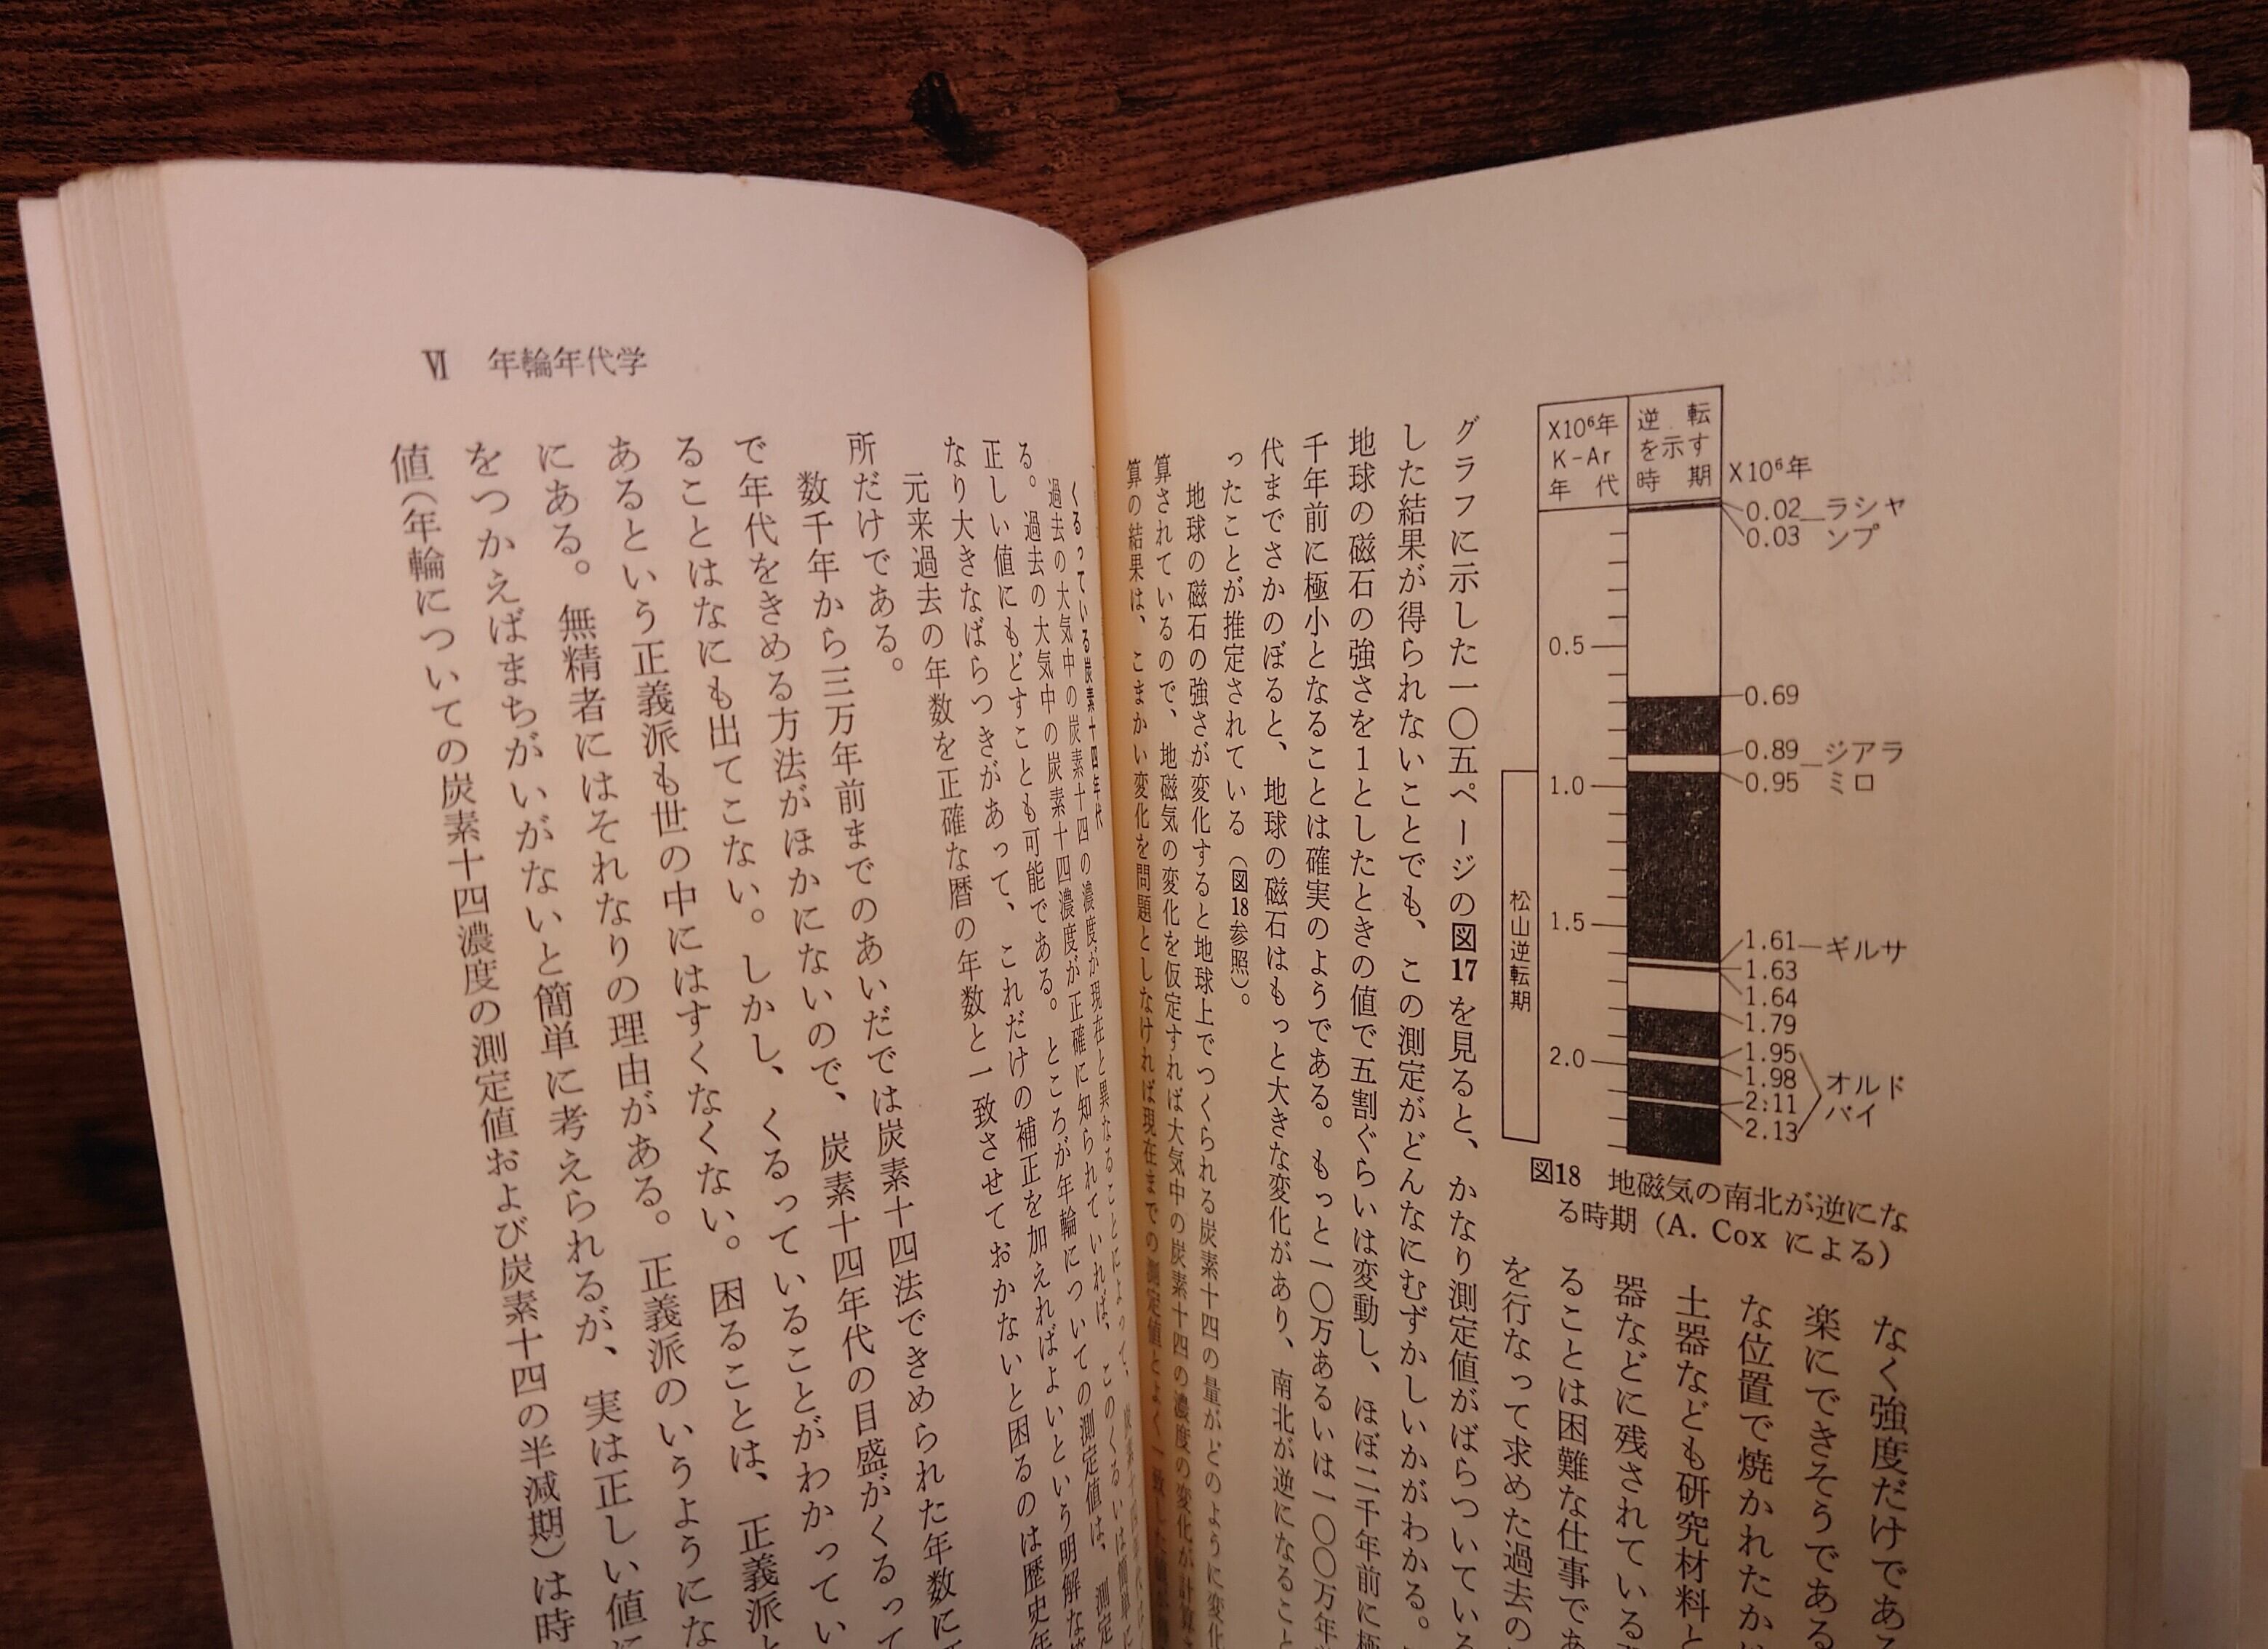 X10⁶年
K-Ar
年 代
逆 転
を示す
時 期
X10⁶年
0.02
0.03
ラシャ
ンプ
0.5
0.69
0.89
0.95
ジアラ
ミロ
1.0
1.5
1.61
ギルサ
1.63
1.64
1.79
1.95
1.98
2.11
2.13
オルド
バイ
2.0
松山逆転期
図18 地磁気の南北が逆にな
る時期(A. Cox による)
なく強度だけであ
楽にできそうである
な位置で焼かれたか
土器なども研究材料と
器などに残されている
ることは困難な仕事であ
を行なって求めた過去の
グラフに示した一〇五ページの図17を見ると、かなり測定値がばらついている
した結果が得られないことでも、この測定がどんなにむずかしいかがわかる。
地球の磁石の強さを1としたときの値で五割ぐらいは変動し、ほぼ二千年前に極
千年前に極小となることは確実のようである。もっと一〇万あるいは一〇〇万年
代までさかのぼると、地球の磁石はもっと大きな変化があり、南北が逆になること
ったことが推定されている(図18参照)。
地球の磁石の強さが変化すると地球上でつくられる炭素十四の量がどのように変化
算されているので、地磁気の変化を仮定すれば大気中の炭素十四の濃度の変化が計算
算の結果は、こまかい変化を問題としなければ現在までの測定値とよく一致した
VI 年輪年代学
くるっている炭素十四年代
過去の大気中の炭素十四の濃度が現在と異なることによって、
る。過去の大気中の炭素十四濃度が正確に知られていれば、このくるいは簡単に
正しい値にもどすことも可能である。ところが年輪についての測定値は、測定
なり大きなばらつきがあって、これだけの補正を加えればよいという明解な
元来過去の年数を正確な暦の年数と一致させておかないと困るのは歴史年
所だけである。
数千年から三万年前までのあいだでは炭素十四法できめられた年数に
で年代をきめる方法がほかにないので、炭素十四年代の目盛がくるって
ることはなにも出てこない。しかし、くるっていることがわかってい
あるという正義派も世の中にはすくなくない。困ることは、正義派と
にある。無精者にはそれなりの理由がある。正義派のいうようにな
をつかえばまちがいがないと簡単に考えられるが、実は正しい値に
値(年輪についての炭素十四濃度の測定値および炭素十四の半減期)は時